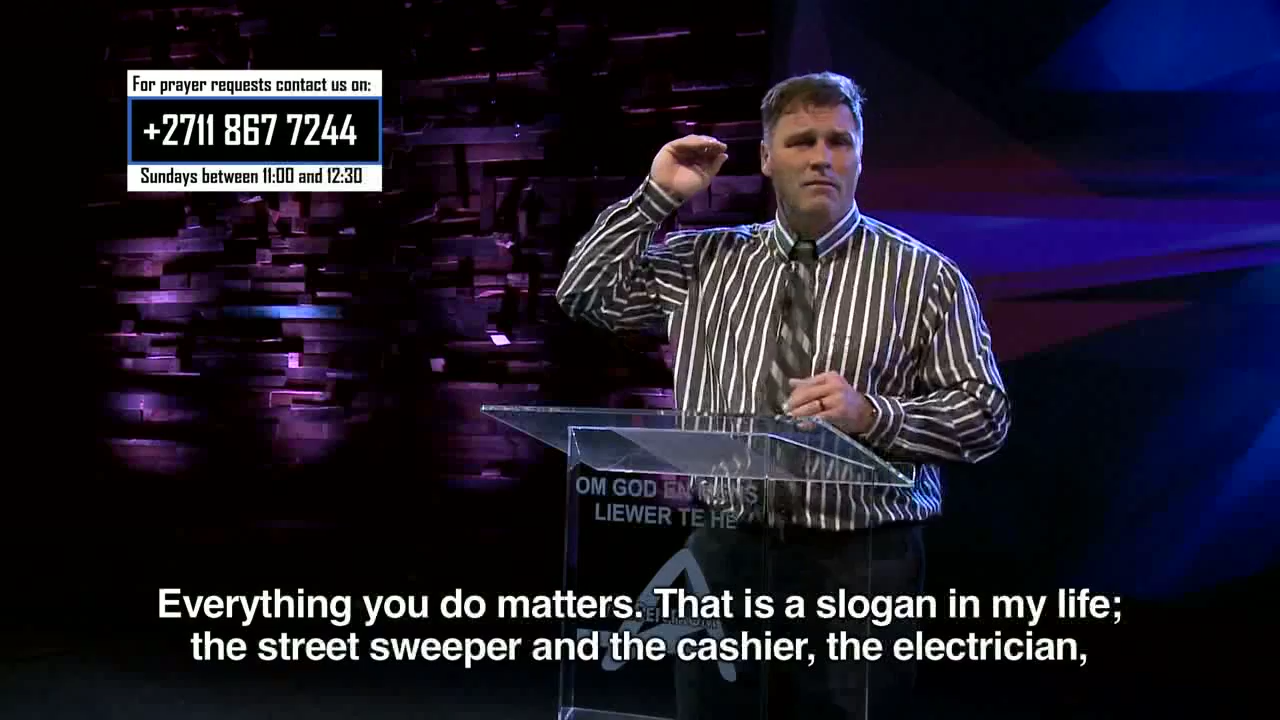 For prayer requests contact us on:
+2711 867 7244
Sundays between 11:00 and 12:30
OM GOD EN MENS
LIEWER TE HÊ
Everything you do matters. That is a slogan in my life;
the street sweeper and the cashier, the electrician,